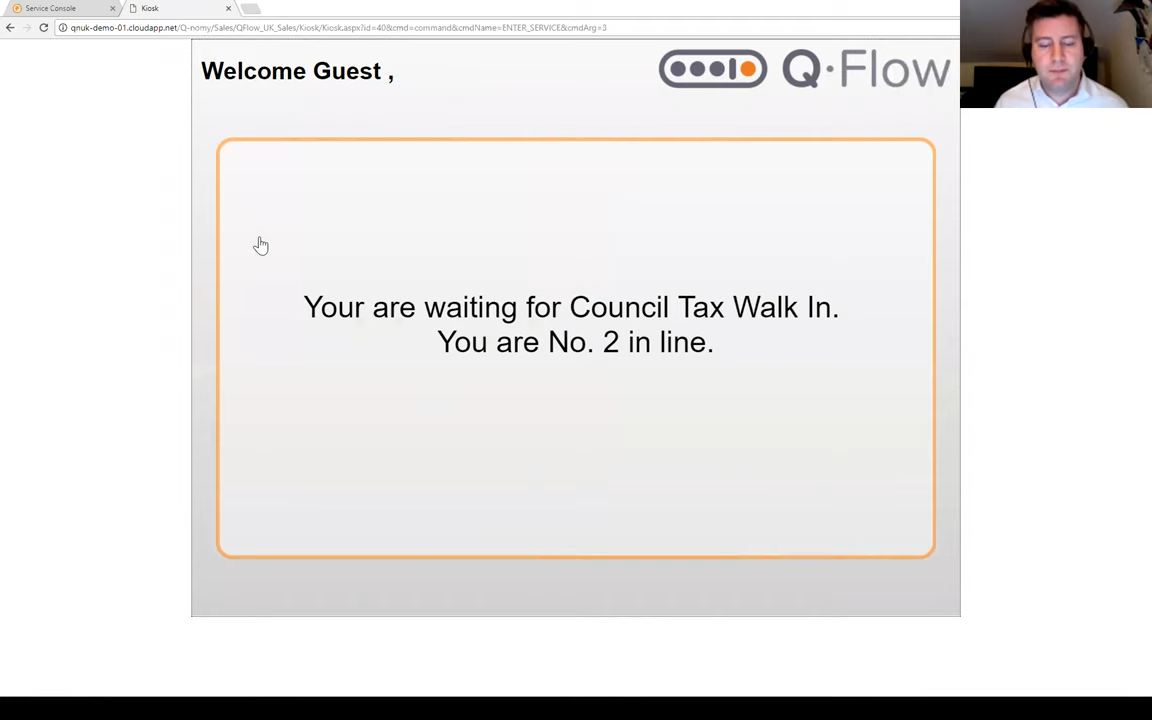 Service Console
Kiosk
qnuk-demo-01.cloudapp.net/Q-nomy/Sales/QFlow_UK_Sales/Kiosk/Kiosk.aspx?id=40&cmd=command&cmdName=ENTER_SERVICE&cmdArg=3
Welcome Guest ,
Q·Flow
Your are waiting for Council Tax Walk In.
You are No. 2 in line.